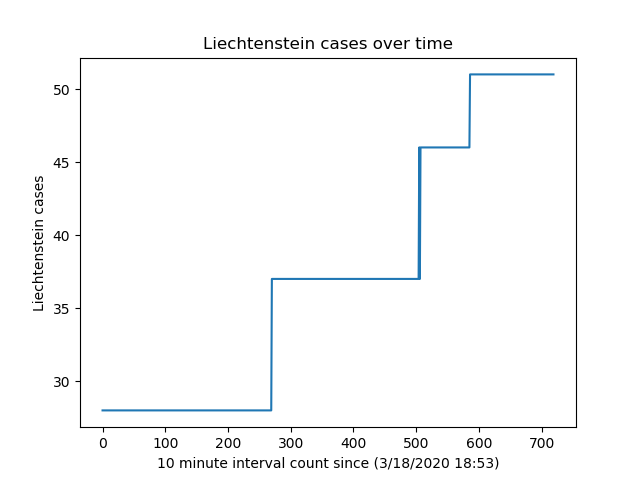 Liechtenstein cases over time
50
45
40
35
30
Liechtenstein cases
0 100 200 300 400 500 600 700
10 minute interval count since (3/18/2020 18:53)